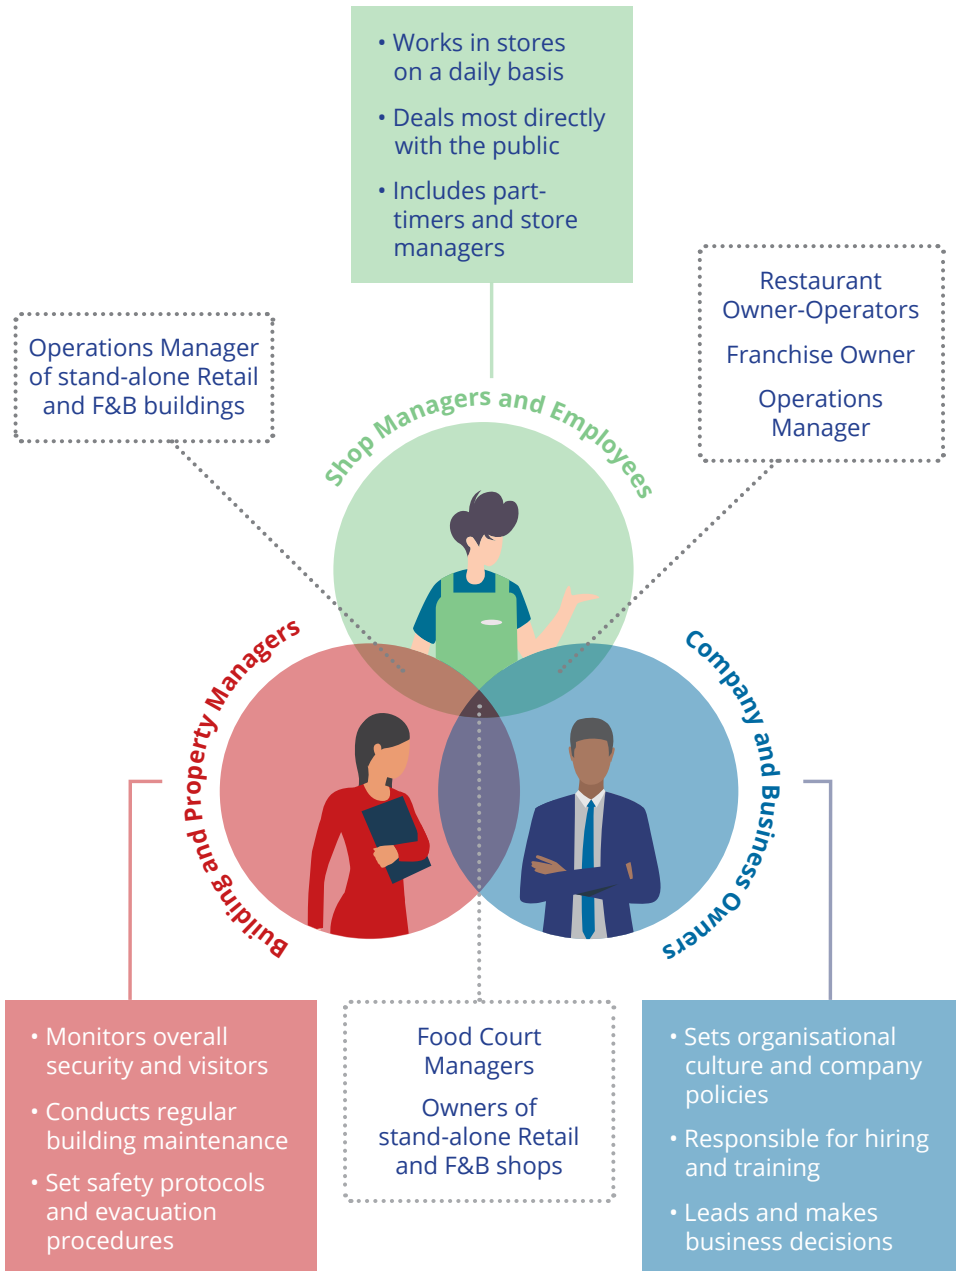 • Works in stores
on a daily basis
• Deals most directly
with the public
• Includes part-
timers and store
managers
Operations Manager
of stand-alone Retail
and F&B buildings
Restaurant
Owner-Operators
Franchise Owner
Operations
Manager
Shop Managers and Employees
Building and Property Managers
Company and Business Owners
• Monitors overall
security and visitors
• Conducts regular
building maintenance
• Set safety protocols
and evacuation
procedures
Food Court
Managers
Owners of
stand-alone Retail
and F&B shops
• Sets organisational
culture and company
policies
• Responsible for hiring
and training
• Leads and makes
business decisions